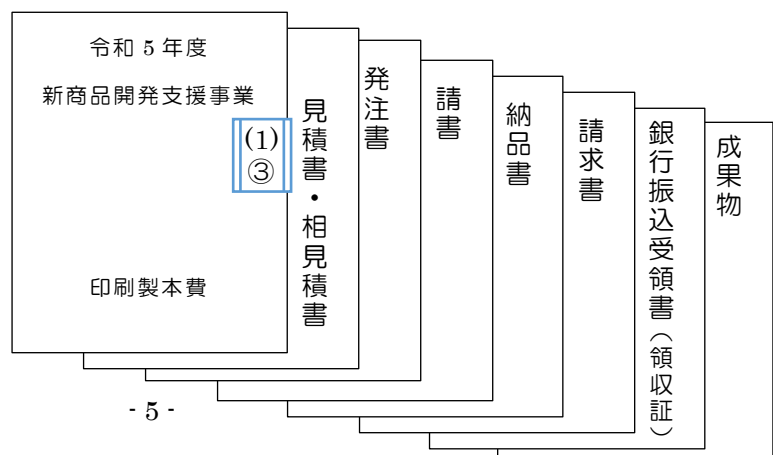 令和 5 年度
新商品開発支援事業
(1)
③
印刷製本費
見積書・相見積書
発注書
請書
納品書
請求書
銀行振込受領書（領収証）
成果物
- 5 -